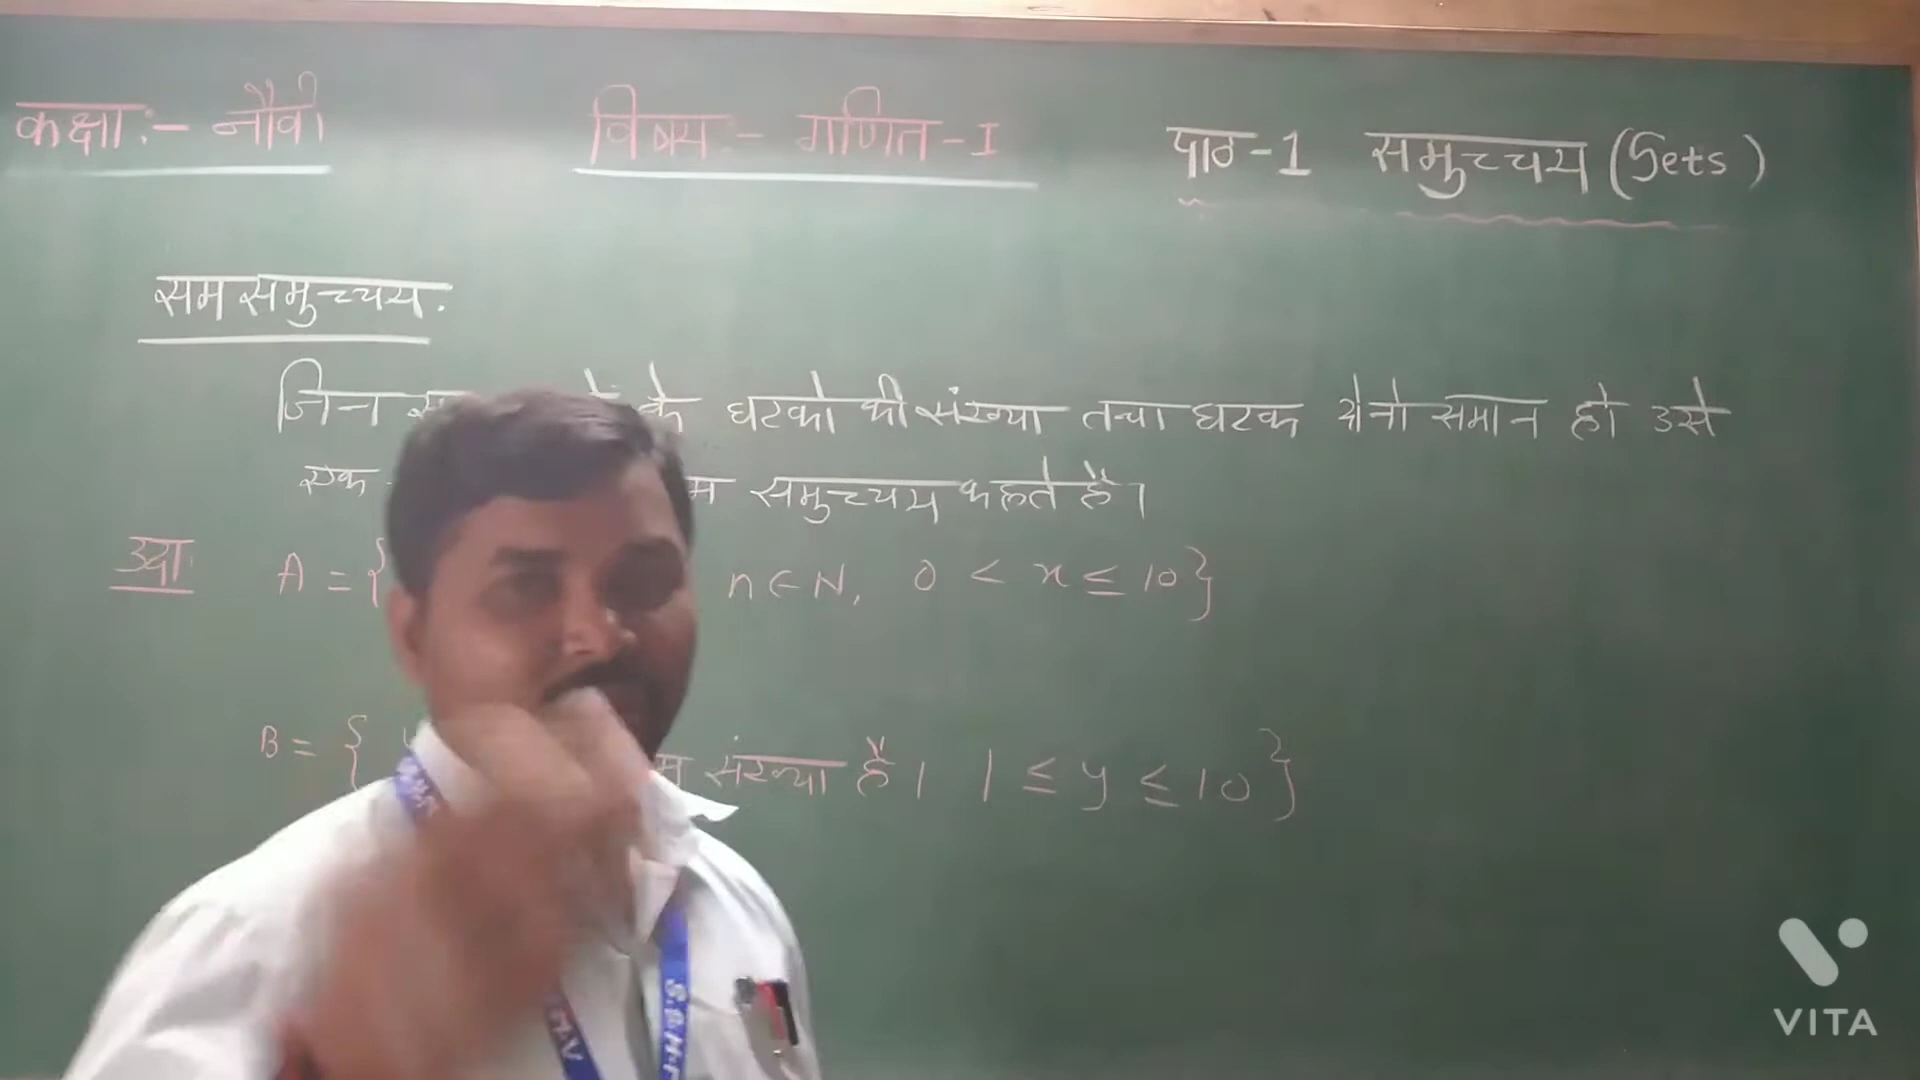 कक्षा:- नौवी विषय:- गणित-I पाठ-1 समुच्चय (Sets)
सम समुच्चय.
जिन के घटको की संख्या तथा घटक दोनो समान हो उसे
एक समुच्चय कहते है।
उदा A = { n ∈ N, 0 < x ≤ 10}
B = { संख्या है। 1 ≤ y ≤ 10}
VITA